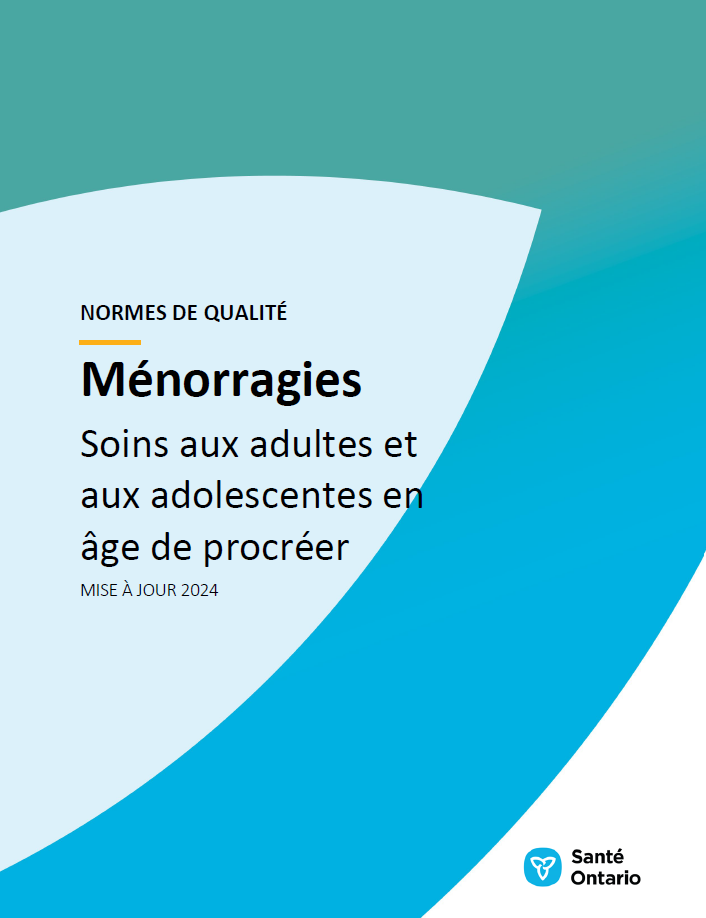 NORMES DE QUALITÉ
Ménorragies
Soins aux adultes et
aux adolescentes en
âge de procréer
MISE À JOUR 2024
Santé
Ontario